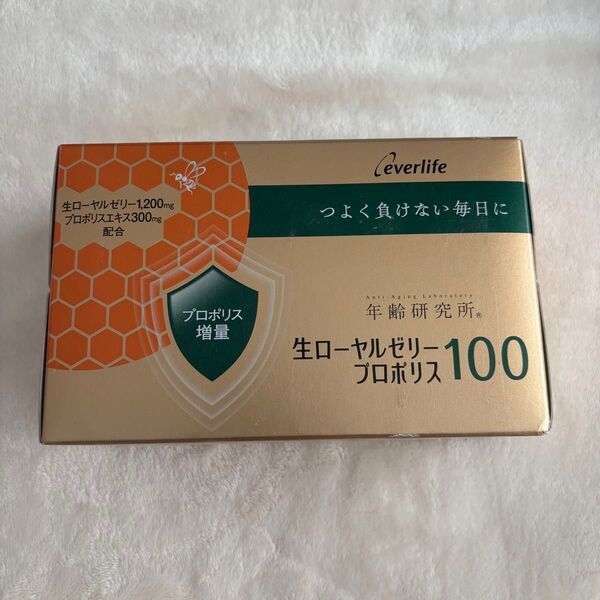 everlife
つよく負けない毎日に
生ローヤルゼリー1,200mg
プロポリスエキス300mg
配合
プロポリス
増量
Anti-Aging Laboratory
年齢研究所®
生ローヤルゼリー
プロポリス100